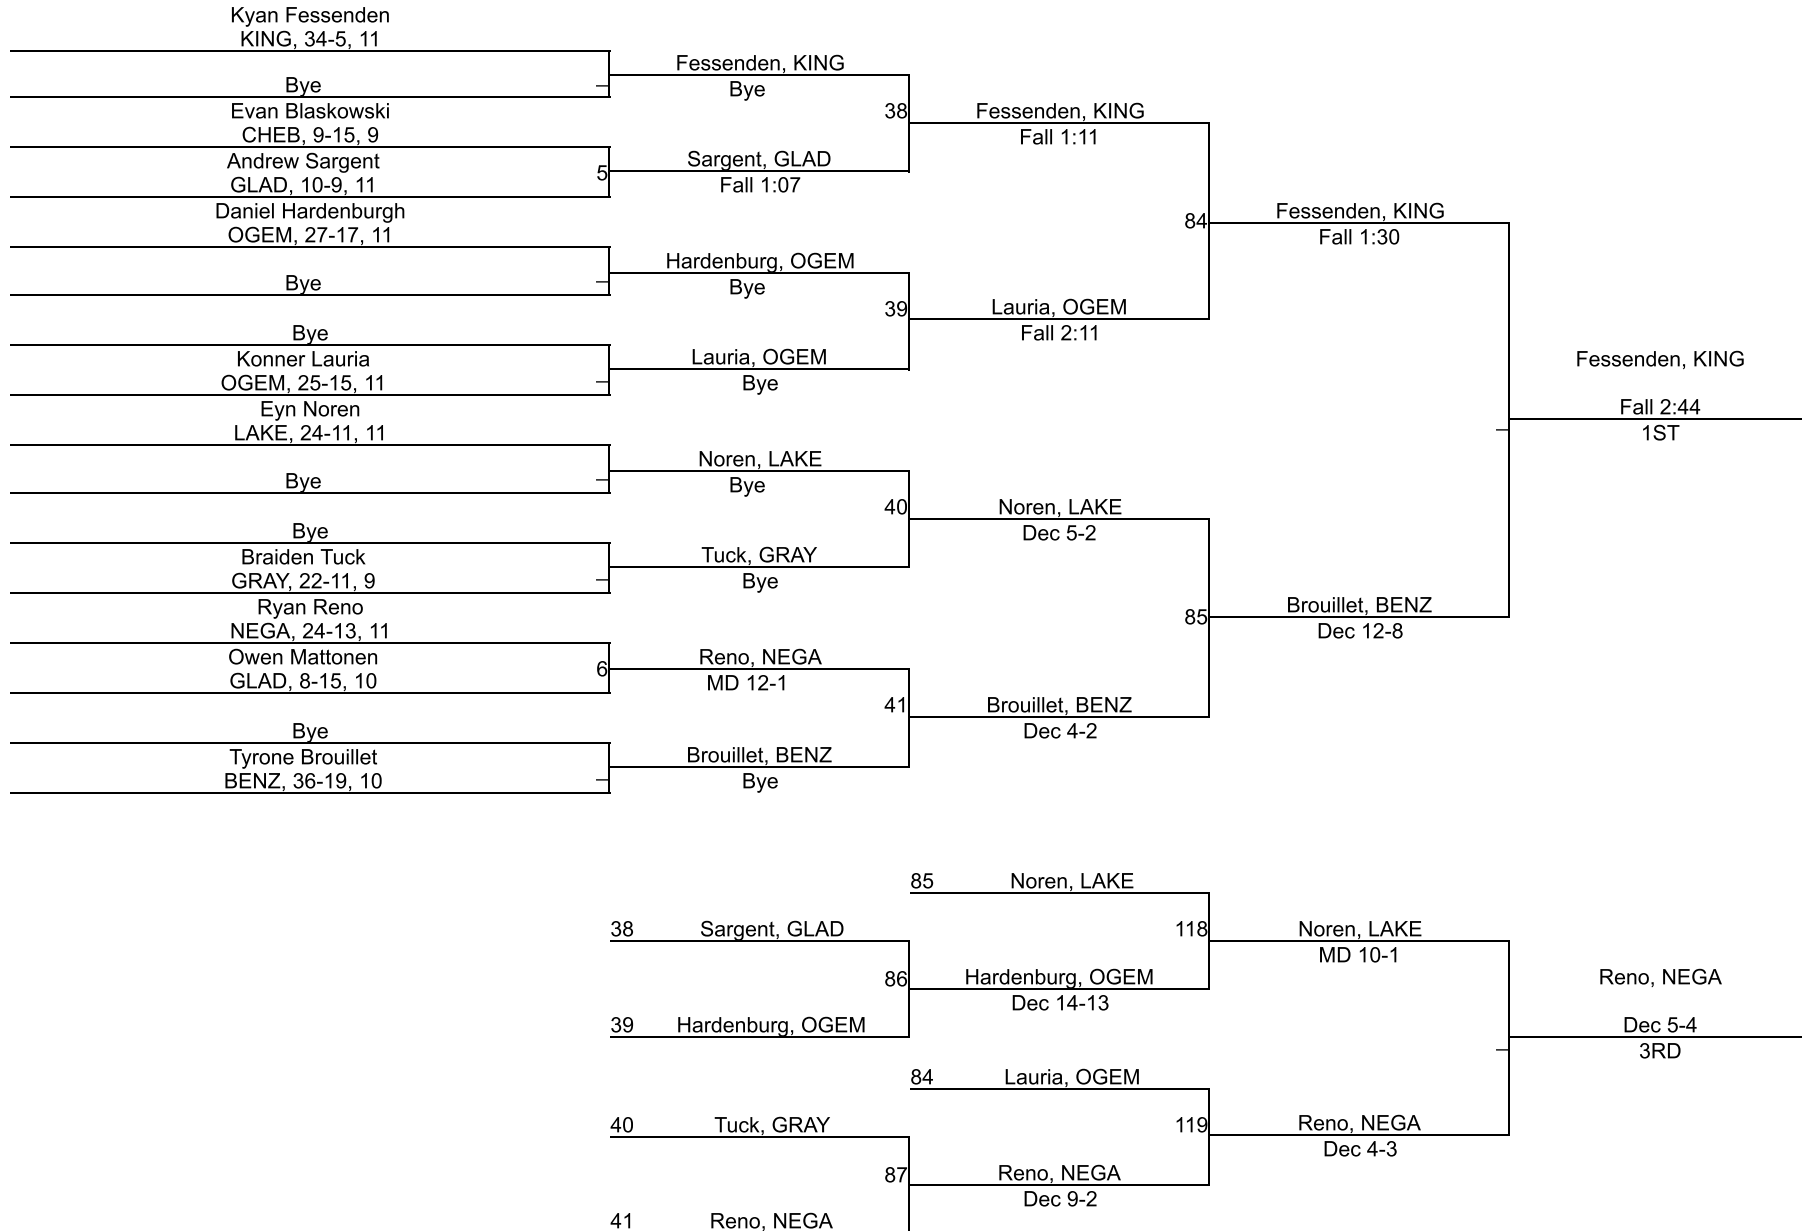 Kyan Fessenden
KING, 34-5, 11
Bye
Evan Blaskowski
CHEB, 9-15, 9
Andrew Sargent
GLAD, 10-9, 11
5
Daniel Hardenburgh
OGEM, 27-17, 11
Bye
Bye
Konner Lauria
OGEM, 25-15, 11
Eyn Noren
LAKE, 24-11, 11
Bye
Bye
Braiden Tuck
GRAY, 22-11, 9
Ryan Reno
NEGA, 24-13, 11
Owen Mattonen
GLAD, 8-15, 10
6
Bye
Tyrone Brouillet
BENZ, 36-19, 10
Fessenden, KING
Bye
38
Sargent, GLAD
Fall 1:07
Hardenburg, OGEM
Bye
39
Lauria, OGEM
Bye
Noren, LAKE
Bye
40
Tuck, GRAY
Bye
Reno, NEGA
MD 12-1
41
Brouillet, BENZ
Bye
Fessenden, KING
Fall 1:11
84
Lauria, OGEM
Fall 2:11
Noren, LAKE
Dec 5-2
85
Brouillet, BENZ
Dec 4-2
Fessenden, KING
Fall 1:30
Brouillet, BENZ
Dec 12-8
Fessenden, KING
Fall 2:44
1ST
38 Sargent, GLAD
86
39 Hardenburg, OGEM
40 Tuck, GRAY
87
41 Reno, NEGA
85 Noren, LAKE
118
Hardenburg, OGEM
Dec 14-13
84 Lauria, OGEM
119
Reno, NEGA
Dec 9-2
Noren, LAKE
MD 10-1
Reno, NEGA
Dec 4-3
Reno, NEGA
Dec 5-4
3RD